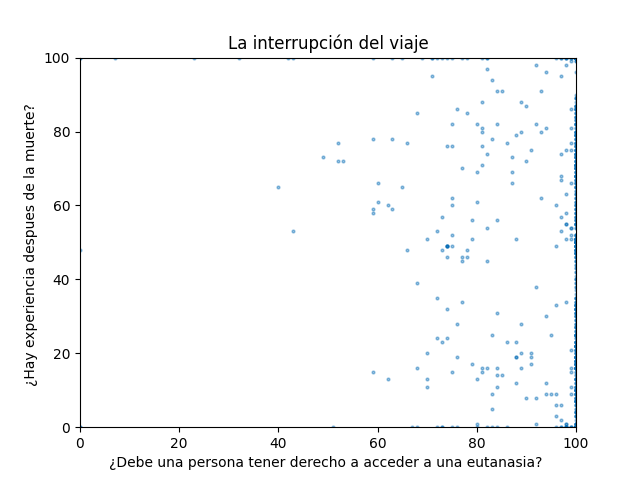 La interrupción del viaje
¿Hay experiencia despues de la muerte?
100
80
60
40
20
0
0 20 40 60 80 100
¿Debe una persona tener derecho a acceder a una eutanasia?